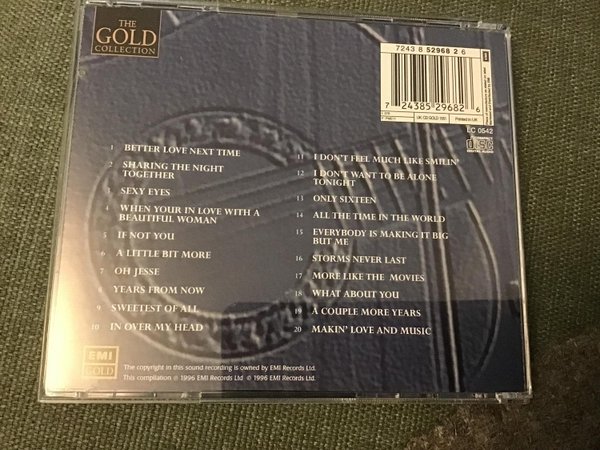 THE
GOLD
COLLECTION
7243 8 52968 2 6
7 24385 29682 6
UK: CD GOLD 1051
Printed in UK
LC 0542
1 BETTER LOVE NEXT TIME
2 SHARING THE NIGHT
TOGETHER
3 SEXY EYES
4 WHEN YOUR IN LOVE WITH A
BEAUTIFUL WOMAN
5 IF NOT YOU
6 A LITTLE BIT MORE
7 OH JESSE
8 YEARS FROM NOW
9 SWEETEST OF ALL
10 IN OVER MY HEAD
11 I DON'T FEEL MUCH LIKE SMILIN'
12 I DON'T WANT TO BE ALONE
TONIGHT
13 ONLY SIXTEEN
14 ALL THE TIME IN THE WORLD
15 EVERYBODY IS MAKING IT BIG
BUT ME
16 STORMS NEVER LAST
17 MORE LIKE THE MOVIES
18 WHAT ABOUT YOU
19 A COUPLE MORE YEARS
20 MAKIN' LOVE AND MUSIC
EMI
GOLD
The copyright in this sound recording is owned by EMI Records Ltd.
This compilation ℗ 1996 EMI Records Ltd © 1996 EMI Records Ltd.